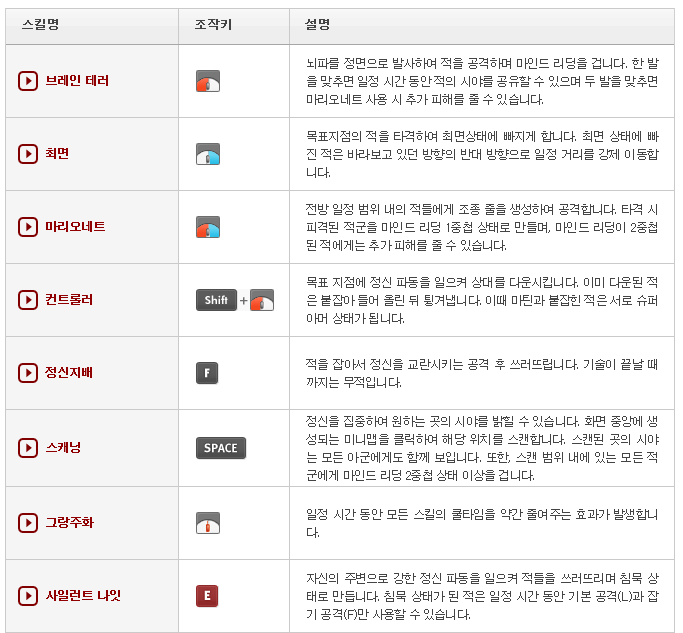 스킬명 조작키 설명
브레인 테러
뇌파를 정면으로 발사하여 적을 공격하며 마인드 리딩을 겁니다. 한 발
을 맞추면 일정 시간 동안 적의 시야를 공유할 수 있으며 두 발을 맞추면
마리오네트 사용 시 추가 피해를 줄 수 있습니다.
최면
목표지점의 적을 타격하여 최면상태에 빠지게 합니다. 최면 상태에 빠
진 적은 바라보고 있던 방향의 반대 방향으로 일정 거리를 강제 이동합
니다.
마리오네트
전방 일정 범위 내의 적들에게 조종 줄을 생성하여 공격합니다. 타격 시
피격된 적군을 마인드 리딩 1중첩 상태로 만들며, 마인드 리딩이 2중첩
된 적에게는 추가 피해를 줄 수 있습니다.
컨트롤러 Shift +
목표 지점에 정신 파동을 일으켜 상대를 다운시킵니다. 이미 다운된 적
은 붙잡아 들어 올린 뒤 튕겨냅니다. 이때 마틴과 붙잡힌 적은 서로 슈퍼
아머 상태가 됩니다.
정신지배 F
적을 잡아서 정신을 교란시키는 공격 후 쓰러뜨립니다. 기술이 끝날 때
까지는 무적입니다.
스캐닝 SPACE
정신을 집중하여 원하는 곳의 시야를 밝힐 수 있습니다. 화면 중앙에 생
성되는 미니맵을 클릭하여 해당 위치를 스캔합니다. 스캔된 곳의 시야
는 모든 아군에게도 함께 보입니다. 또한, 스캔 범위 내에 있는 모든 적
군에게 마인드 리딩 2중첩 상태 이상을 겁니다.
그랑주화
일정 시간 동안 모든 스킬의 쿨타임을 약간 줄여주는 효과가 발생합니
다.
사일런트 나잇 E
자신의 주변으로 강한 정신 파동을 일으켜 적들을 쓰러뜨리며 침묵 상
태로 만듭니다. 침묵 상태가 된 적은 일정 시간 동안 기본 공격(L)과 잡
기 공격(F)만 사용할 수 있습니다.